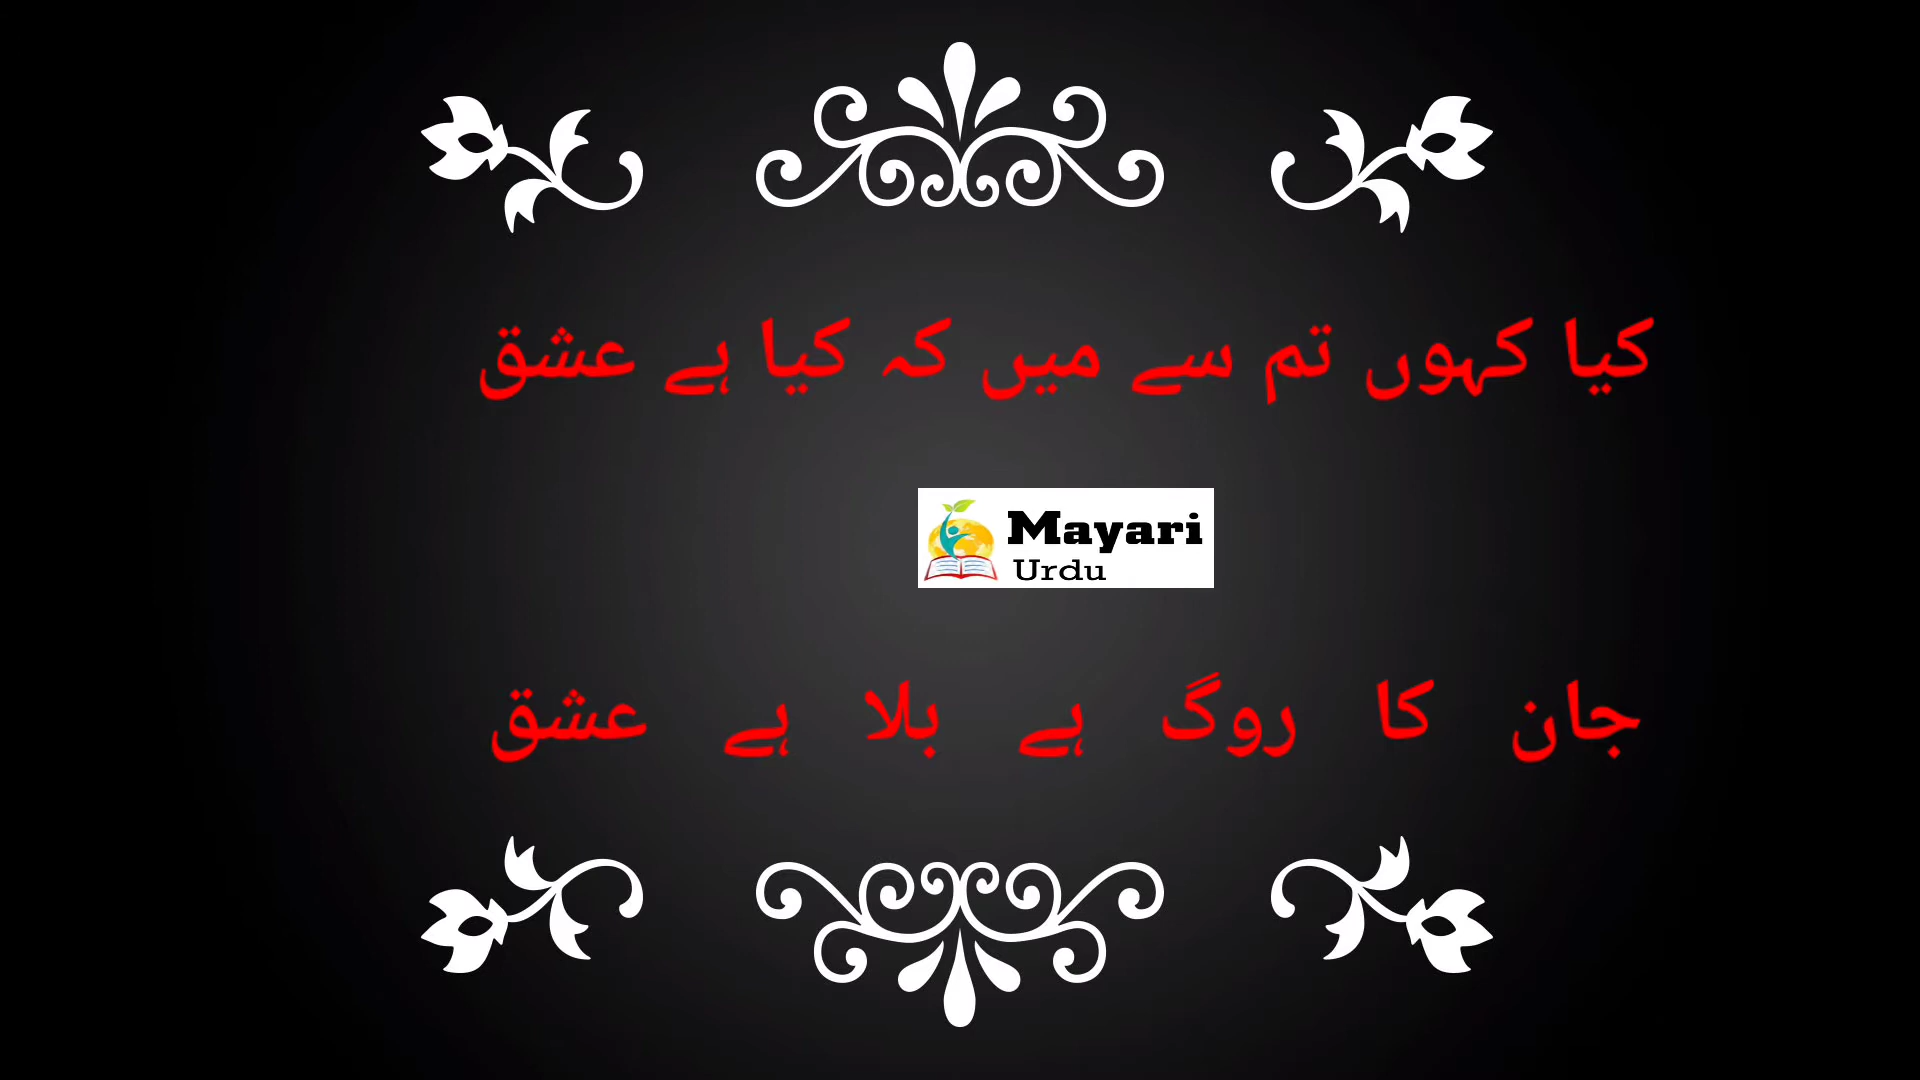 کیا کہوں تم سے میں کہ کیا ہے عشق
Mayari
Urdu
جان کا روگ ہے بلا ہے عشق